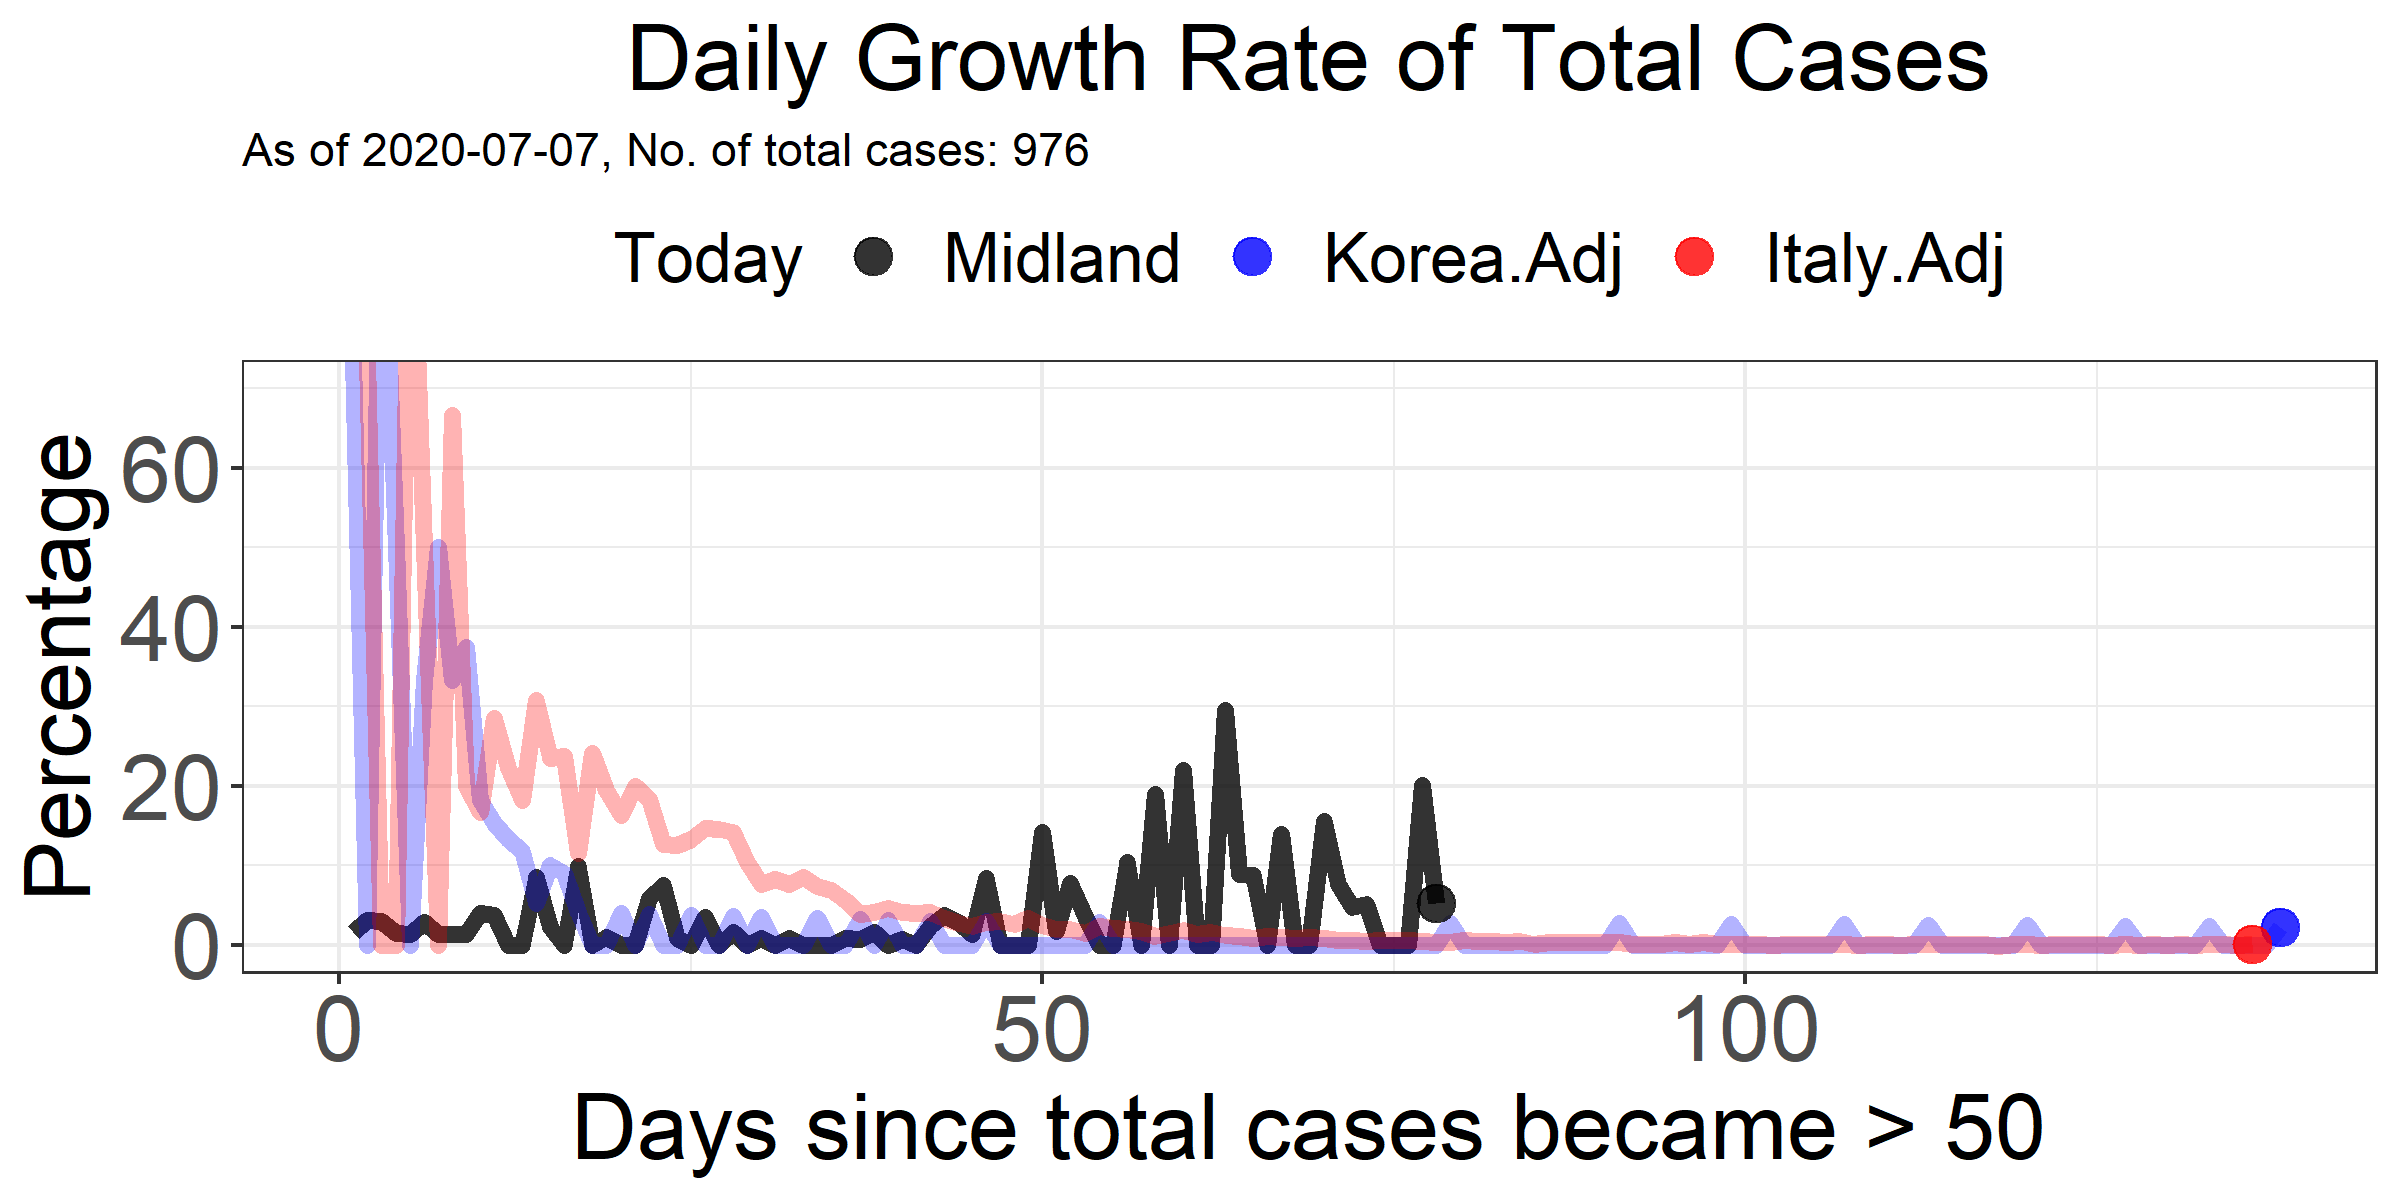 Daily Growth Rate of Total Cases
As of 2020-07-07, No. of total cases: 976
Today Midland Korea.Adj Italy.Adj
Percentage
60
40
20
0
0 50 100
Days since total cases became > 50